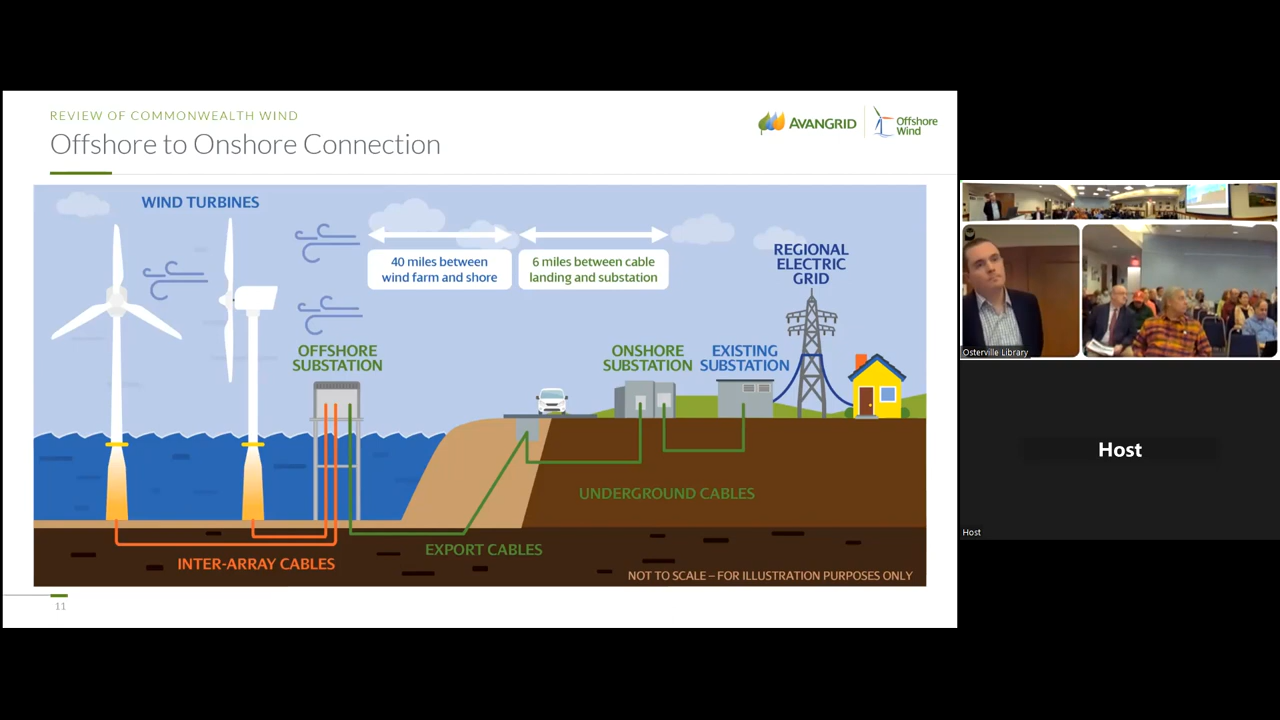 REVIEW OF COMMONWEALTH WIND
Offshore to Onshore Connection
AVANGRID
Offshore
Wind
WIND TURBINES
40 miles between
wind farm and shore
6 miles between cable
landing and substation
REGIONAL
ELECTRIC
GRID
OFFSHORE
SUBSTATION
ONSHORE
SUBSTATION
EXISTING
SUBSTATION
UNDERGROUND CABLES
EXPORT CABLES
INTER-ARRAY CABLES
NOT TO SCALE – FOR ILLUSTRATION PURPOSES ONLY
11
Osterville Library
Host
Host